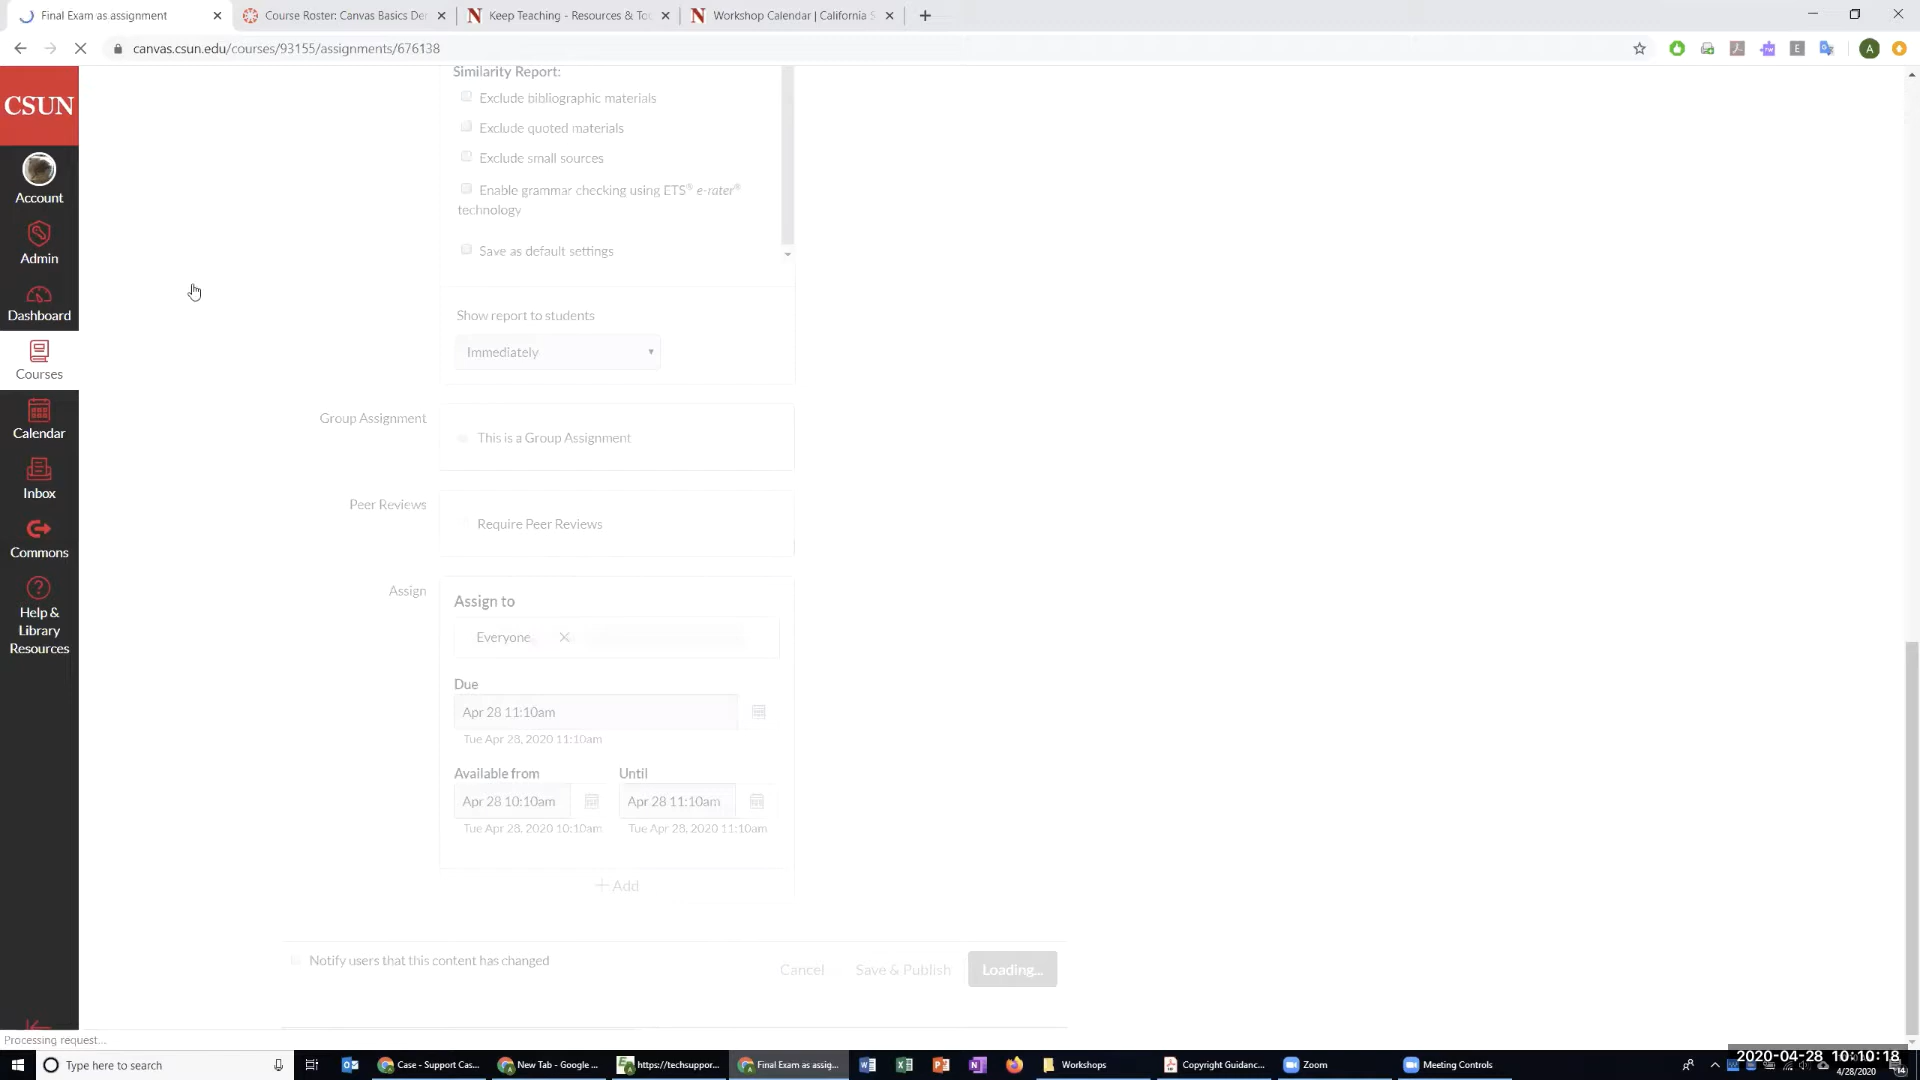 Final Exam as assignment
Course Roster: Canvas Basics De
Keep Teaching - Resources & To
Workshop Calendar | California S
canvas.csun.edu/courses/93155/assignments/676138
A
CSUN
Account
Admin
Dashboard
Courses
Calendar
Inbox
Commons
Help &
Library
Resources
Similarity Report:
Exclude bibliographic materials
Exclude quoted materials
Exclude small sources
Enable grammar checking using ETS® e-rater®
technology
Save as default settings
Show report to students
Immediately
Group Assignment
This is a Group Assignment
Peer Reviews
Require Peer Reviews
Assign
Assign to
Everyone
Due
Apr 28 11:10am
Tue Apr 28, 2020 11:10am
Available from
Until
Apr 28 10:10am
Apr 28 11:10am
Tue Apr 28, 2020 10:10am
Tue Apr 28, 2020 11:10am
+ Add
Notify users that this content has changed
Cancel
Save & Publish
Loading...
Processing request...
Type here to search
Case - Support Cas...
New Tab - Google ...
https://techsuppor...
Final Exam as assig...
Workshops
Copyright Guidanc...
Zoom
Meeting Controls
2020-04-28 10:10:18
4/28/2020